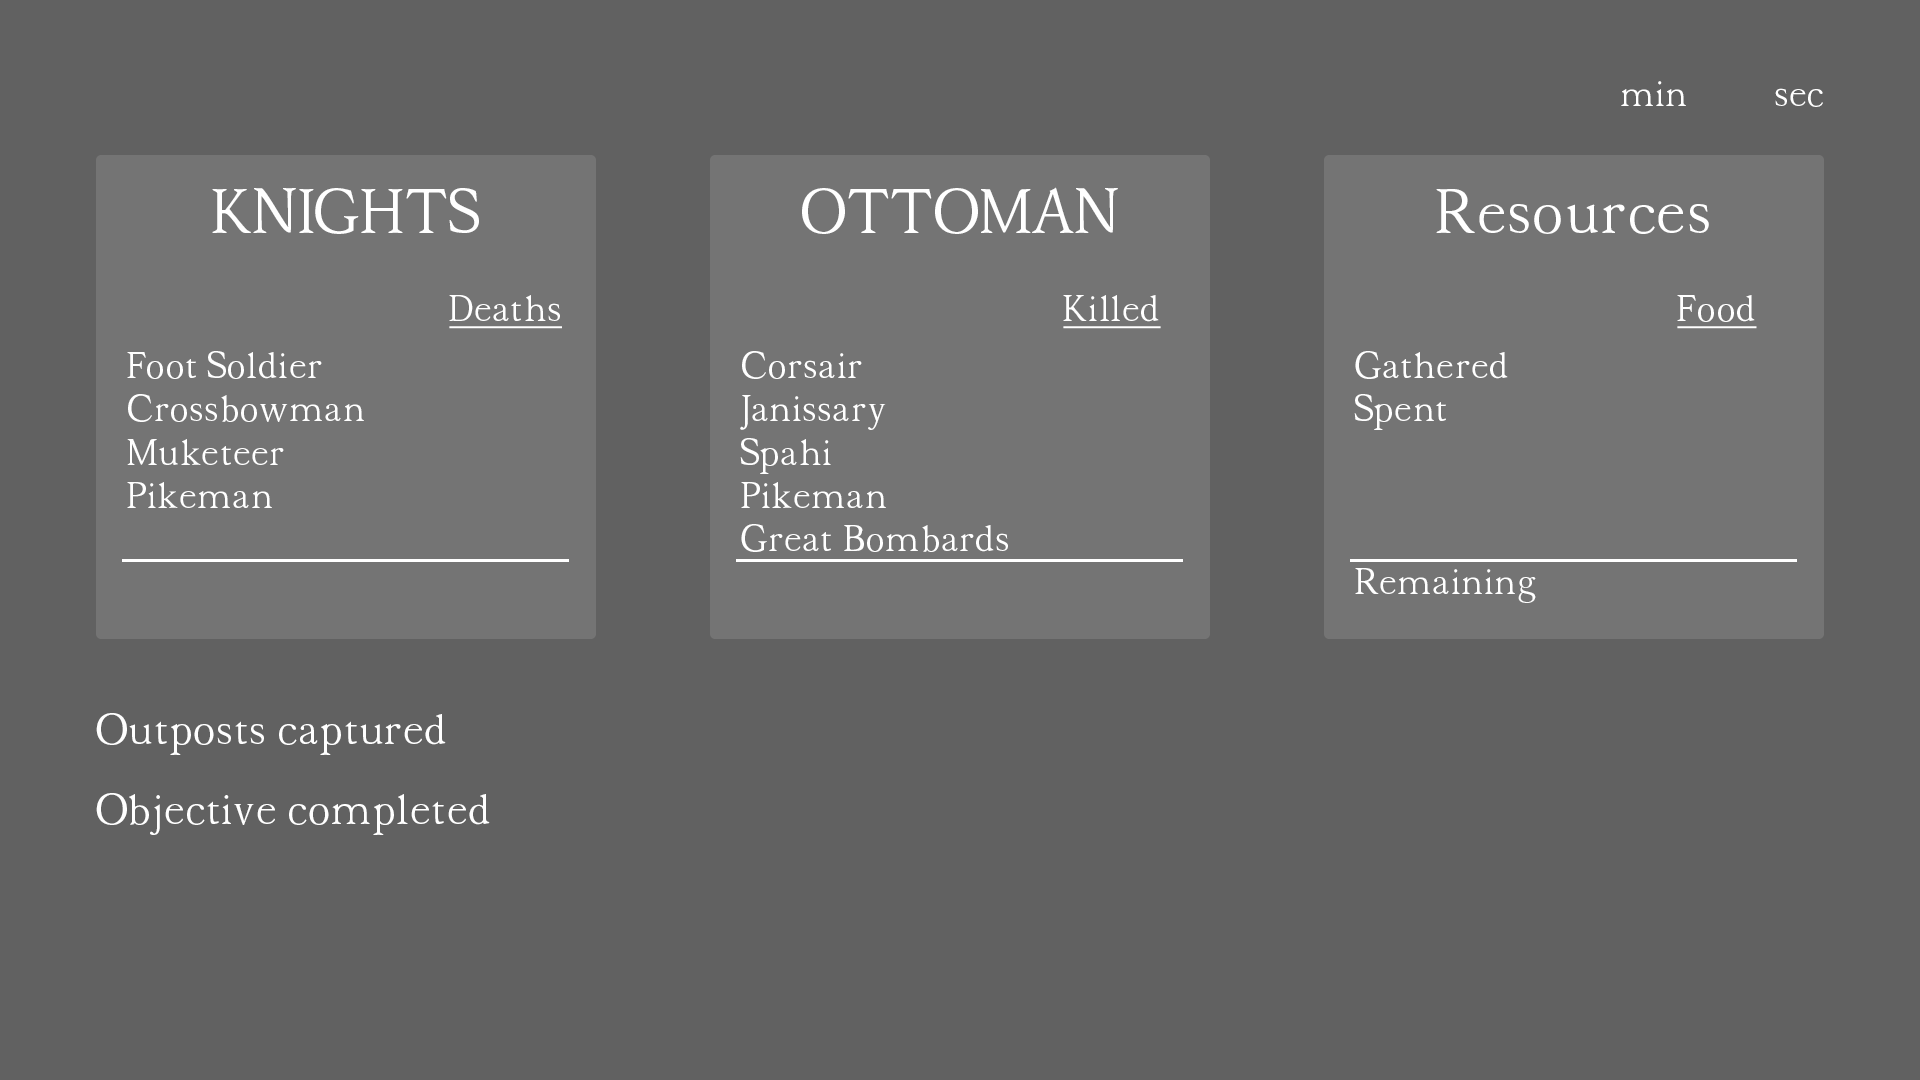 min sec
KNIGHTS
Deaths
Foot Soldier
Crossbowman
Muketeer
Pikeman
OTTOMAN
Killed
Corsair
Janissary
Spahi
Pikeman
Great Bombards
Resources
Food
Gathered
Spent
Remaining
Outposts captured
Objective completed